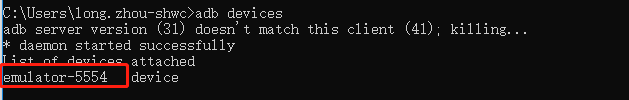 C:\Users\long.zhou-shwc>adb devices
adb server version (31) doesn't match this client (41); killing...
* daemon started successfully
List of devices attached
emulator-5554 device